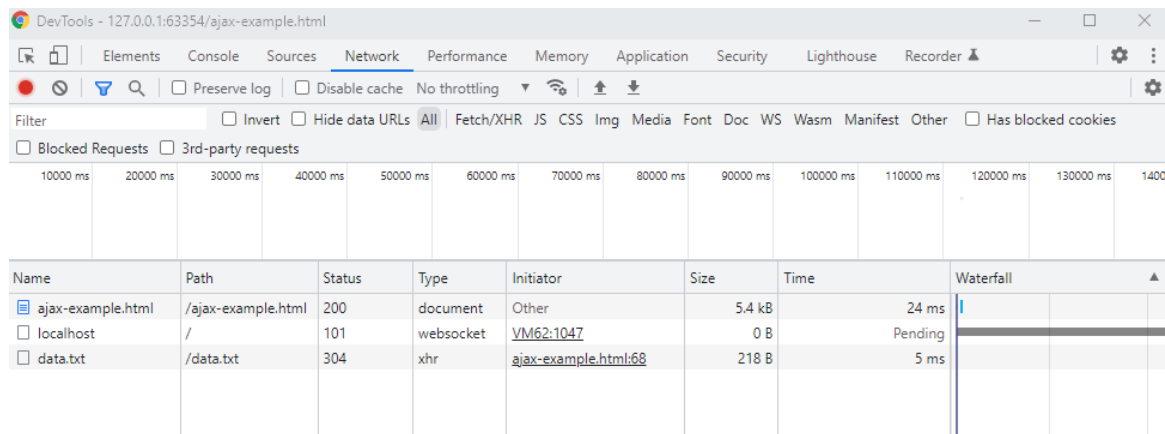 DevTools - 127.0.0.1:63354/ajax-example.html
Elements Console Sources Network Performance Memory Application Security Lighthouse Recorder
Preserve log Disable cache No throttling
Filter Invert Hide data URLs All Fetch/XHR JS CSS Img Media Font Doc WS Wasm Manifest Other Has blocked cookies
Blocked Requests 3rd-party requests
10000 ms 20000 ms 30000 ms 40000 ms 50000 ms 60000 ms 70000 ms 80000 ms 90000 ms 100000 ms 110000 ms 120000 ms 130000 ms 1400
Name Path Status Type Initiator Size Time Waterfall
ajax-example.html /ajax-example.html 200 document Other 5.4 kB 24 ms
localhost / 101 websocket VM62:1047 0 B Pending
data.txt /data.txt 304 xhr ajax-example.html:68 218 B 5 ms